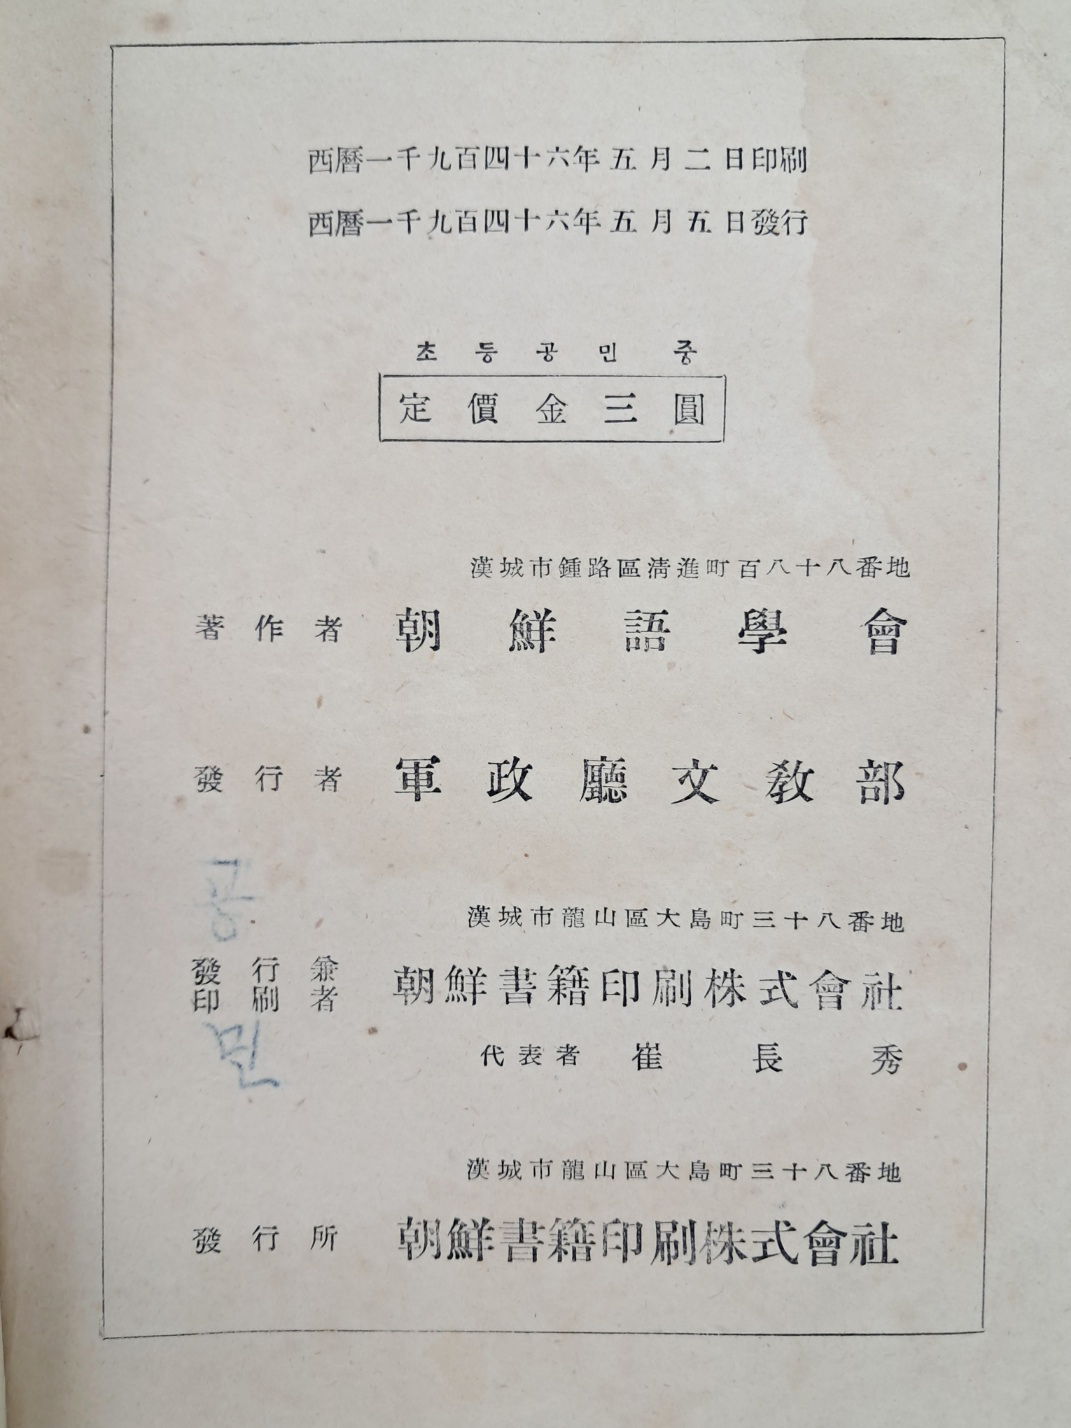 西曆一千九百四十六年五月二日印刷
西曆一千九百四十六年五月五日發行
초등공민 중
定價金三圓
漢城市鍾路區淸進町百八十八番地
著作者 朝鮮語學會
發行者 軍政廳文敎部
漢城市龍山區大島町三十八番地
發行兼
印刷者 朝鮮書籍印刷株式會社
代表者 崔長秀
漢城市龍山區大島町三十八番地
發行所 朝鮮書籍印刷株式會社